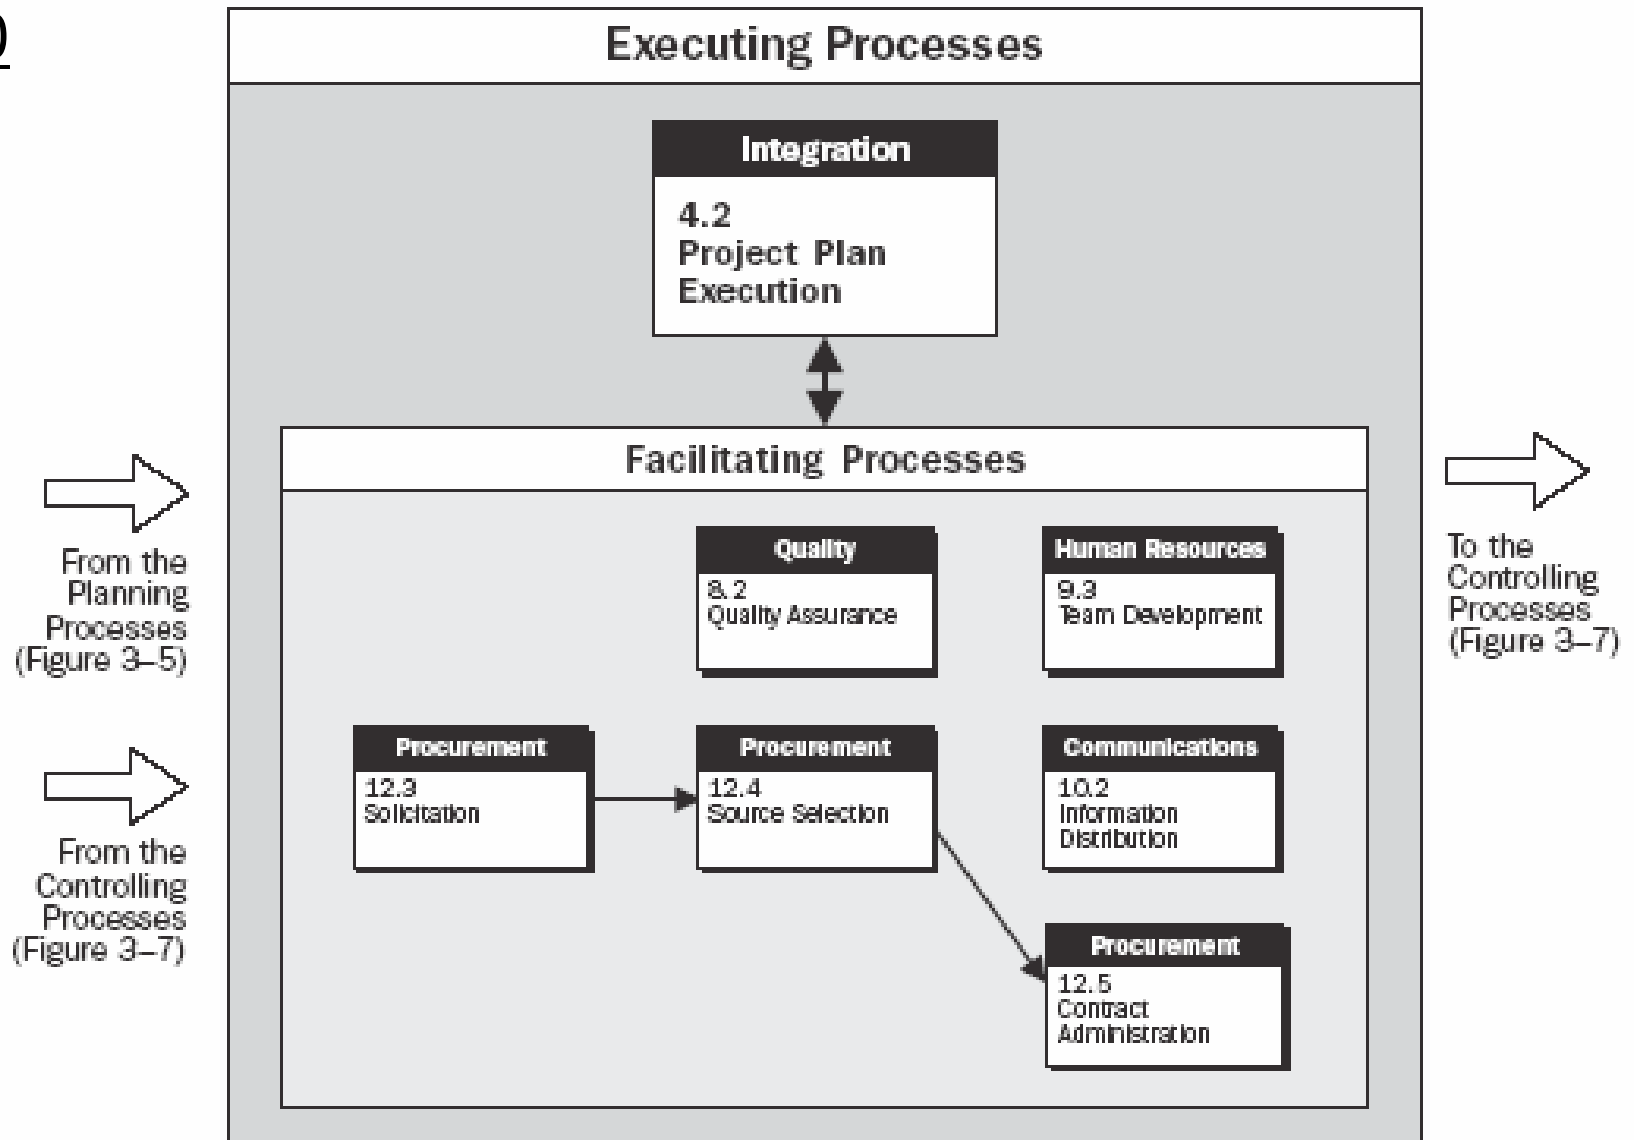 )
Executing Processes
Integration
4.2
Project Plan
Execution
Facilitating Processes
From the
Planning
Processes
(Figure 3–5)
To the
Controlling
Processes
(Figure 3–7)
Quality
8.2
Quality Assurance
Human Resources
9.3
Team Development
Procurement
12.3
Solicitation
Procurement
12.4
Source Selection
Communications
10.2
Information
Distribution
From the
Controlling
Processes
(Figure 3–7)
Procurement
12.5
Contract
Administration